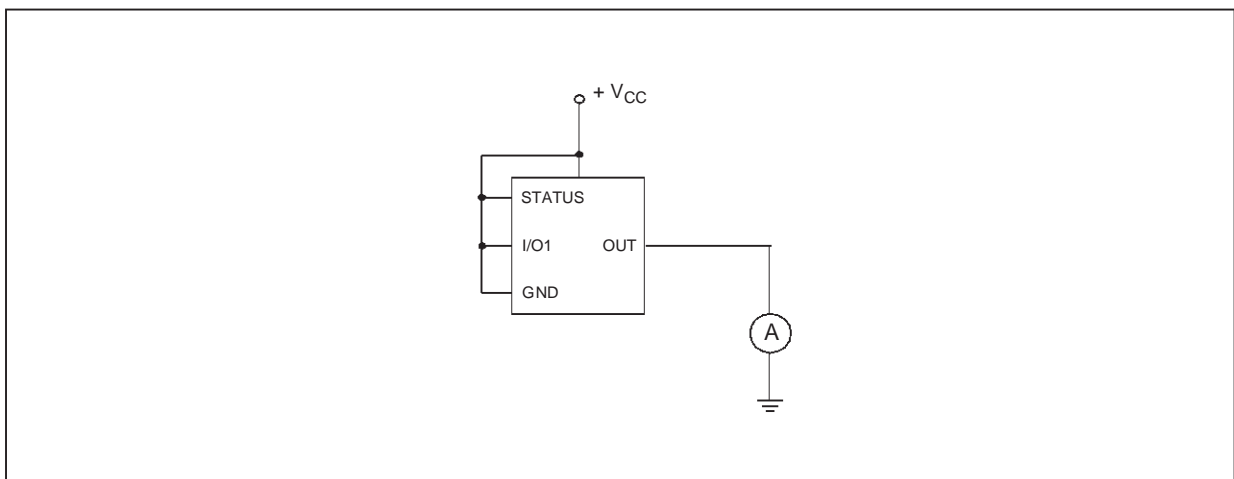 + VCC
STATUS
I/O1 OUT
GND
A